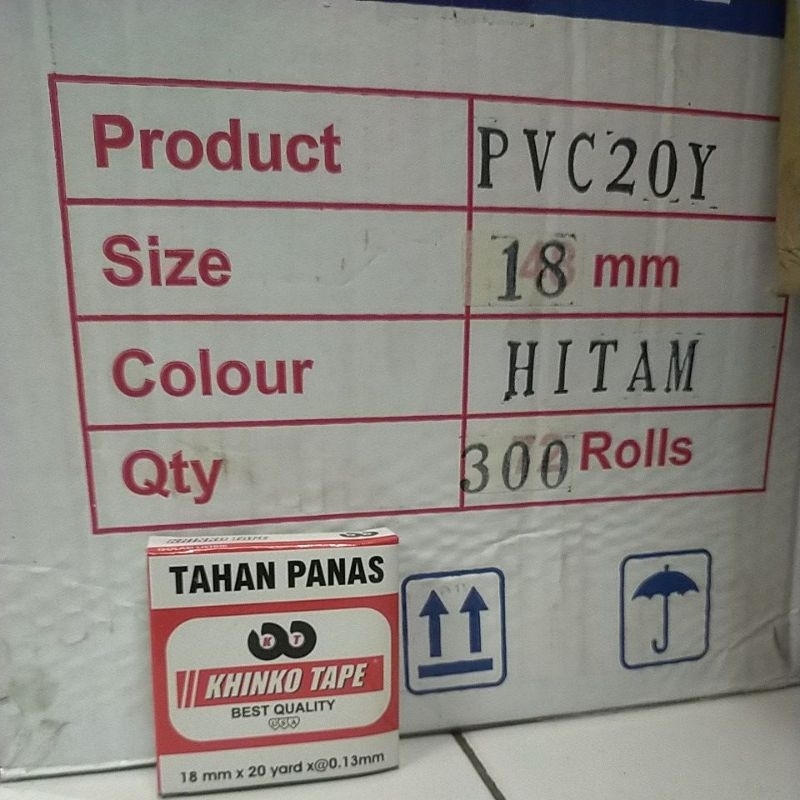 Product PVC20Y
Size 18 mm
Colour HITAM
Qty 300 Rolls
TAHAN PANAS
K T
KHINKO TAPE
BEST QUALITY
USA
18 mm x 20 yard x@0.13mm